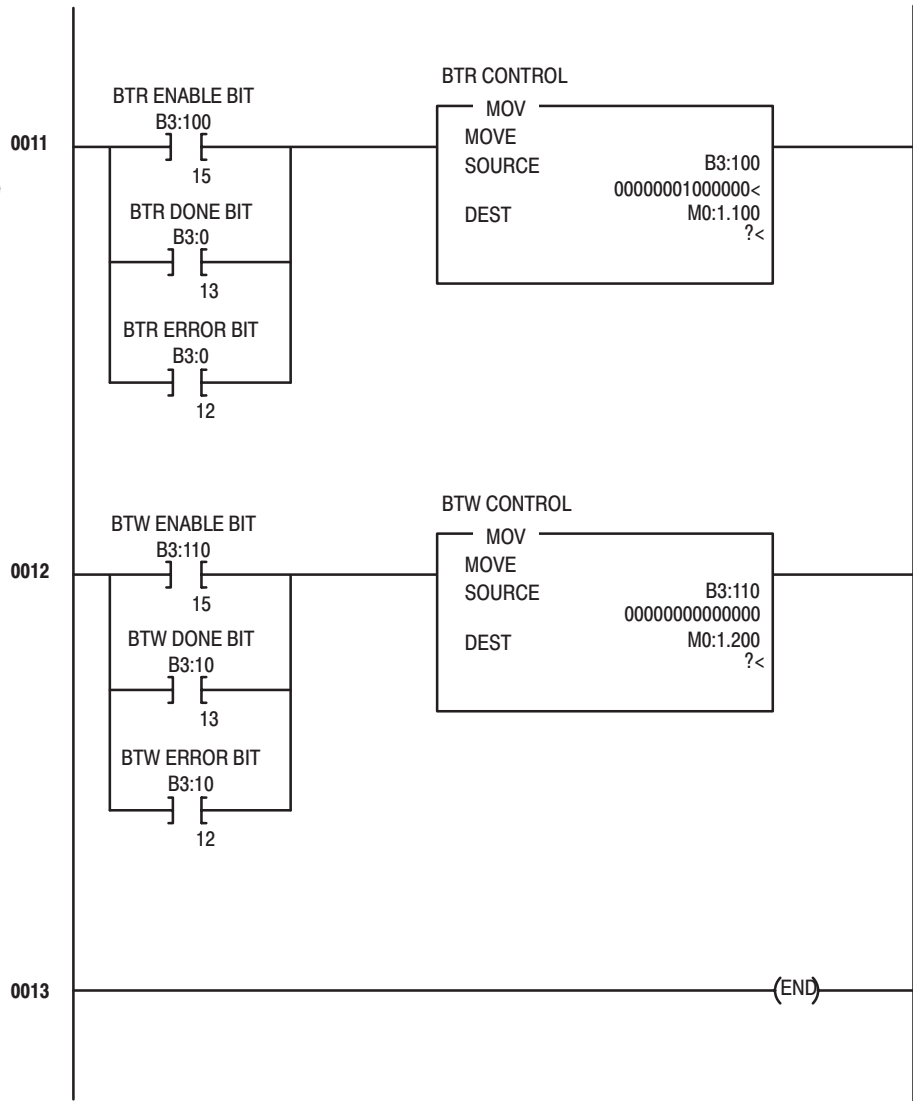 BTR CONTROL
BTR ENABLE BIT
B3:100
MOV
0011
MOVE
15
SOURCE
B3:100
00000001000000<
BTR DONE BIT
DEST
M0:1.100
B3:0
?<
13
BTR ERROR BIT
B3:0
12
BTW CONTROL
BTW ENABLE BIT
B3:110
MOV
0012
MOVE
15
SOURCE
B3:110
00000000000000
BTW DONE BIT
DEST
M0:1.200
B3:10
?<
13
BTW ERROR BIT
B3:10
12
0013
(END)